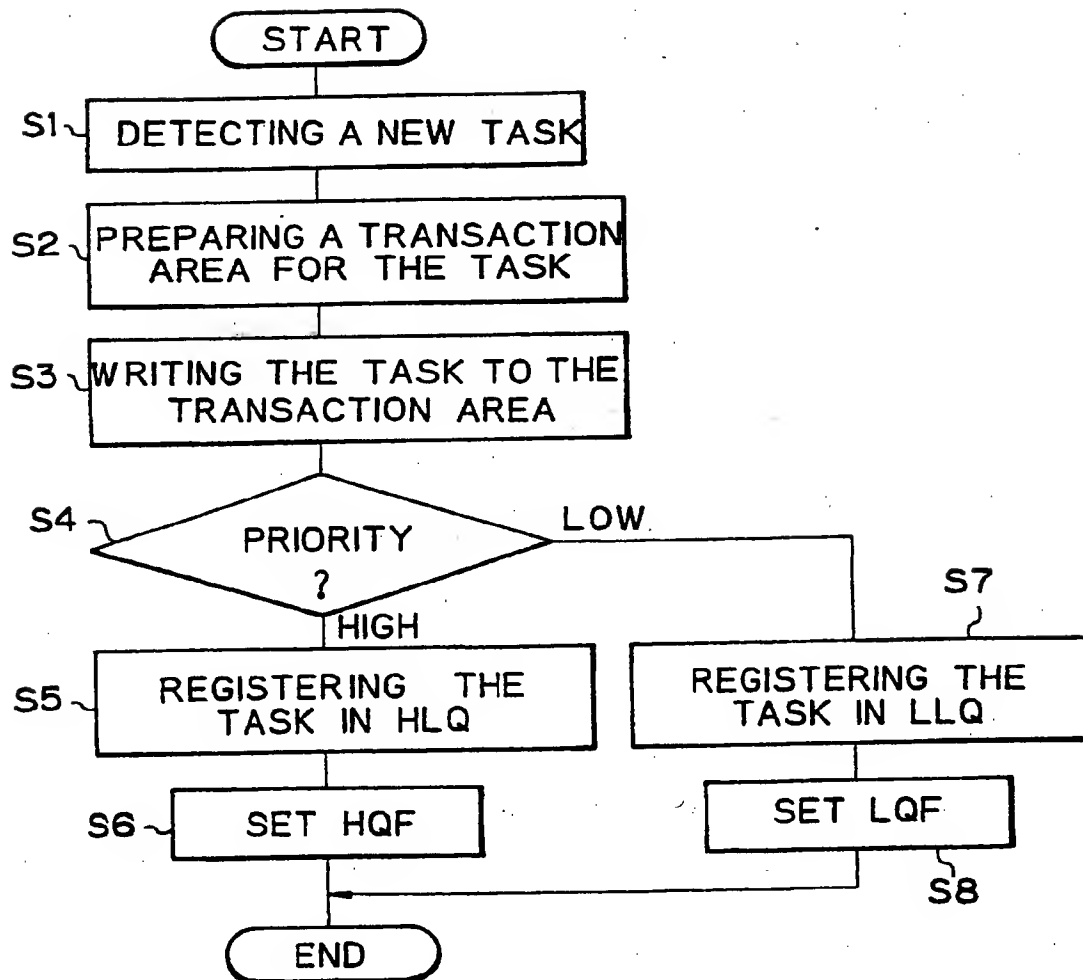 START
S1
DETECTING A NEW TASK
S2
PREPARING A TRANSACTION
AREA FOR THE TASK
S3
WRITING THE TASK TO THE
TRANSACTION AREA
S4
PRIORITY
?
LOW
HIGH
S5
REGISTERING THE
TASK IN HLQ
S7
REGISTERING THE
TASK IN LLQ
S6
SET HQF
SET LQF
S8
END